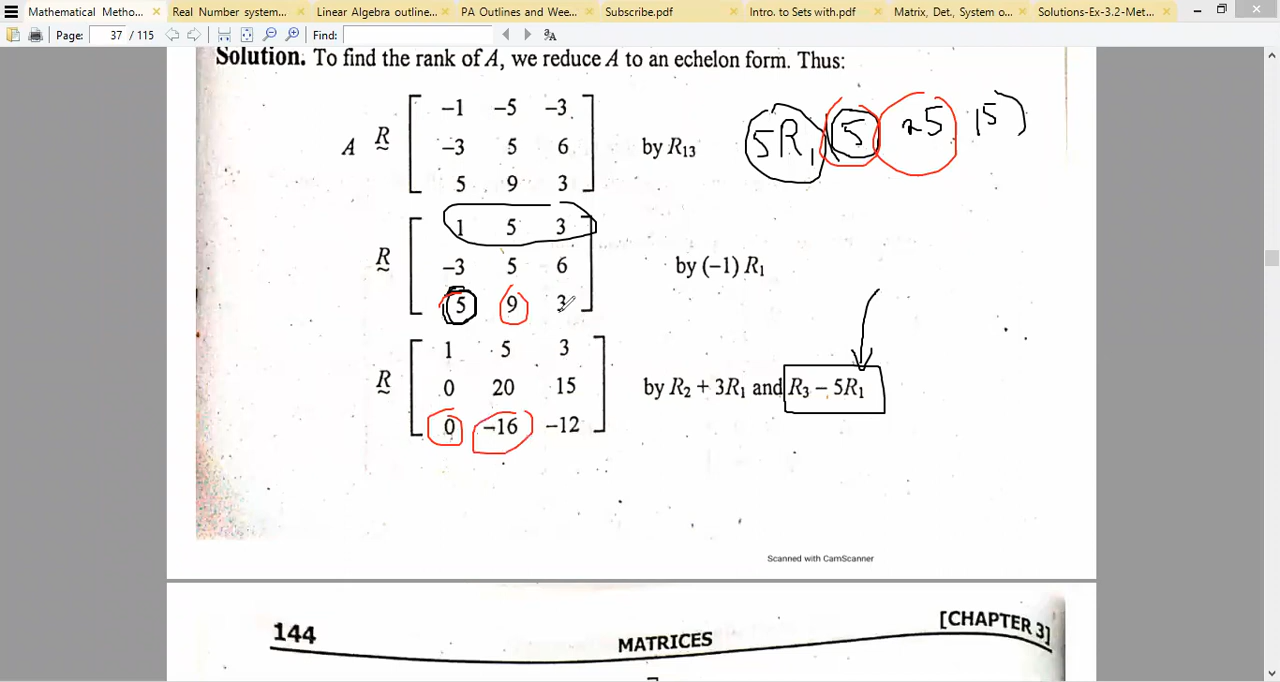 Mathematical Metho... × Real Number system... × Linear Algebra outline... × PA Outlines and Wee... × Subscribe.pdf × Intro. to Sets with.pdf × Matrix, Det., System o... × Solutions-Ex-3.2-Met... ×
Page: 37 / 115 Find:
Solution. To find the rank of A, we reduce A to an echelon form. Thus:
−1 −5 −3
A R −3 5 6 by R13
5 9 3
5R1 (5 25 15)
1 5 3
R −3 5 6 by (−1) R1
5 9 3
1 5 3
R 0 20 15 by R2 + 3R1 and R3 − 5R1
0 −16 −12
Scanned with CamScanner
144 MATRICES [CHAPTER 3]